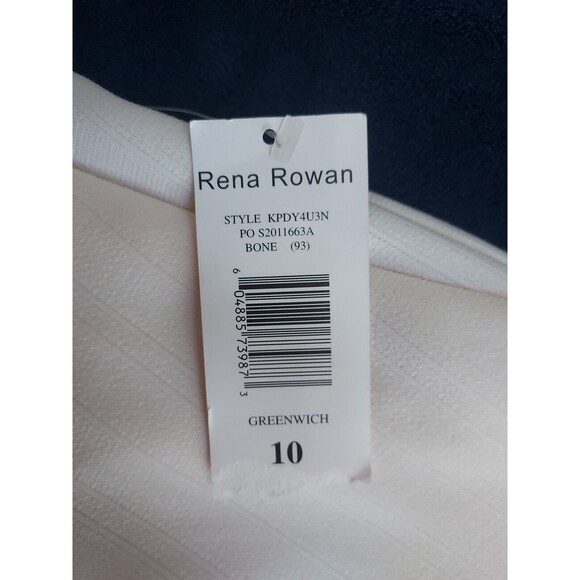 Rena Rowan
STYLE KPDY4U3N
PO S2011663A
BONE (93)
6 04885 73987 3
GREENWICH
10